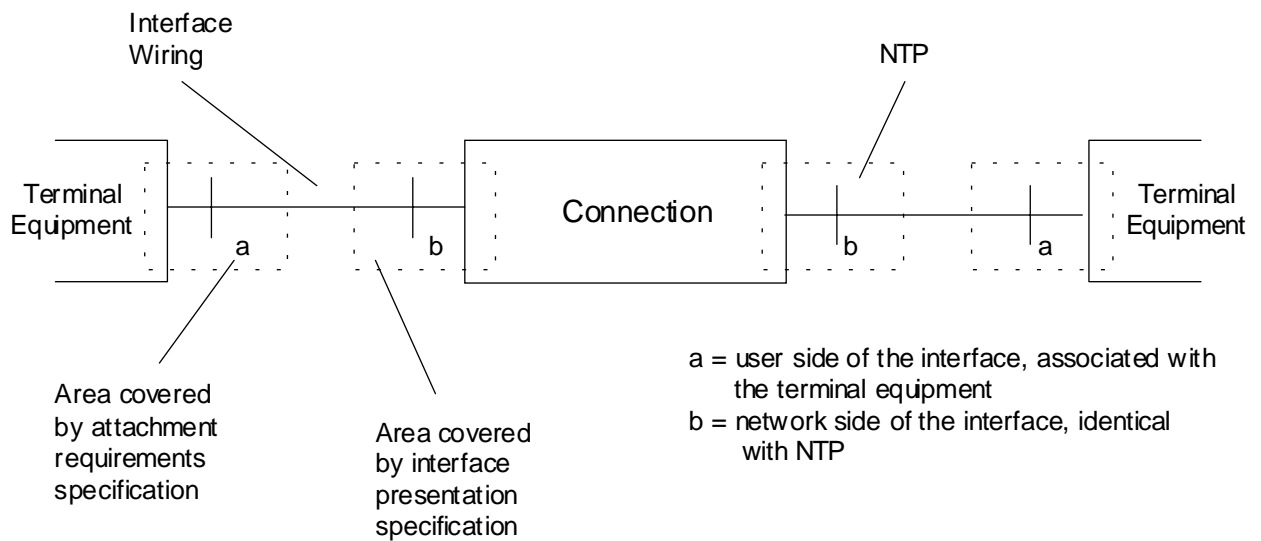 Interface
Wiring
NTP
Terminal
Equipment
a
b
Connection
b
a
Terminal
Equipment
a = user side of the interface, associated with
the terminal equipment
b = network side of the interface, identical
with NTP
Area covered
by attachment
requirements
specification
Area covered
by interface
presentation
specification